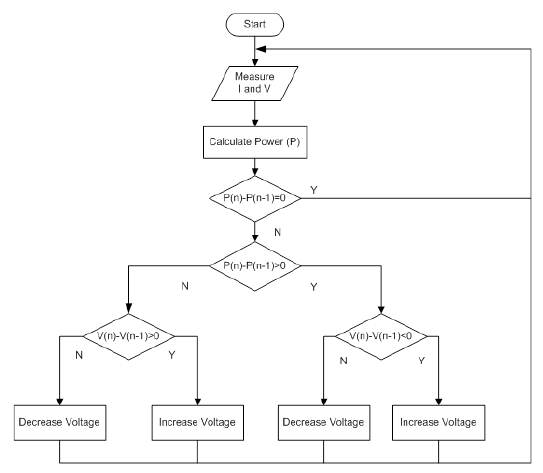 Start
Measure
I and V
Calculate Power (P)
P(n)-P(n-1)=0
Y
N
P(n)-P(n-1)>0
N
Y
V(n)-V(n-1)>0
V(n)-V(n-1)<0
N
Y
N
Y
Decrease Voltage
Increase Voltage
Decrease Voltage
Increase Voltage